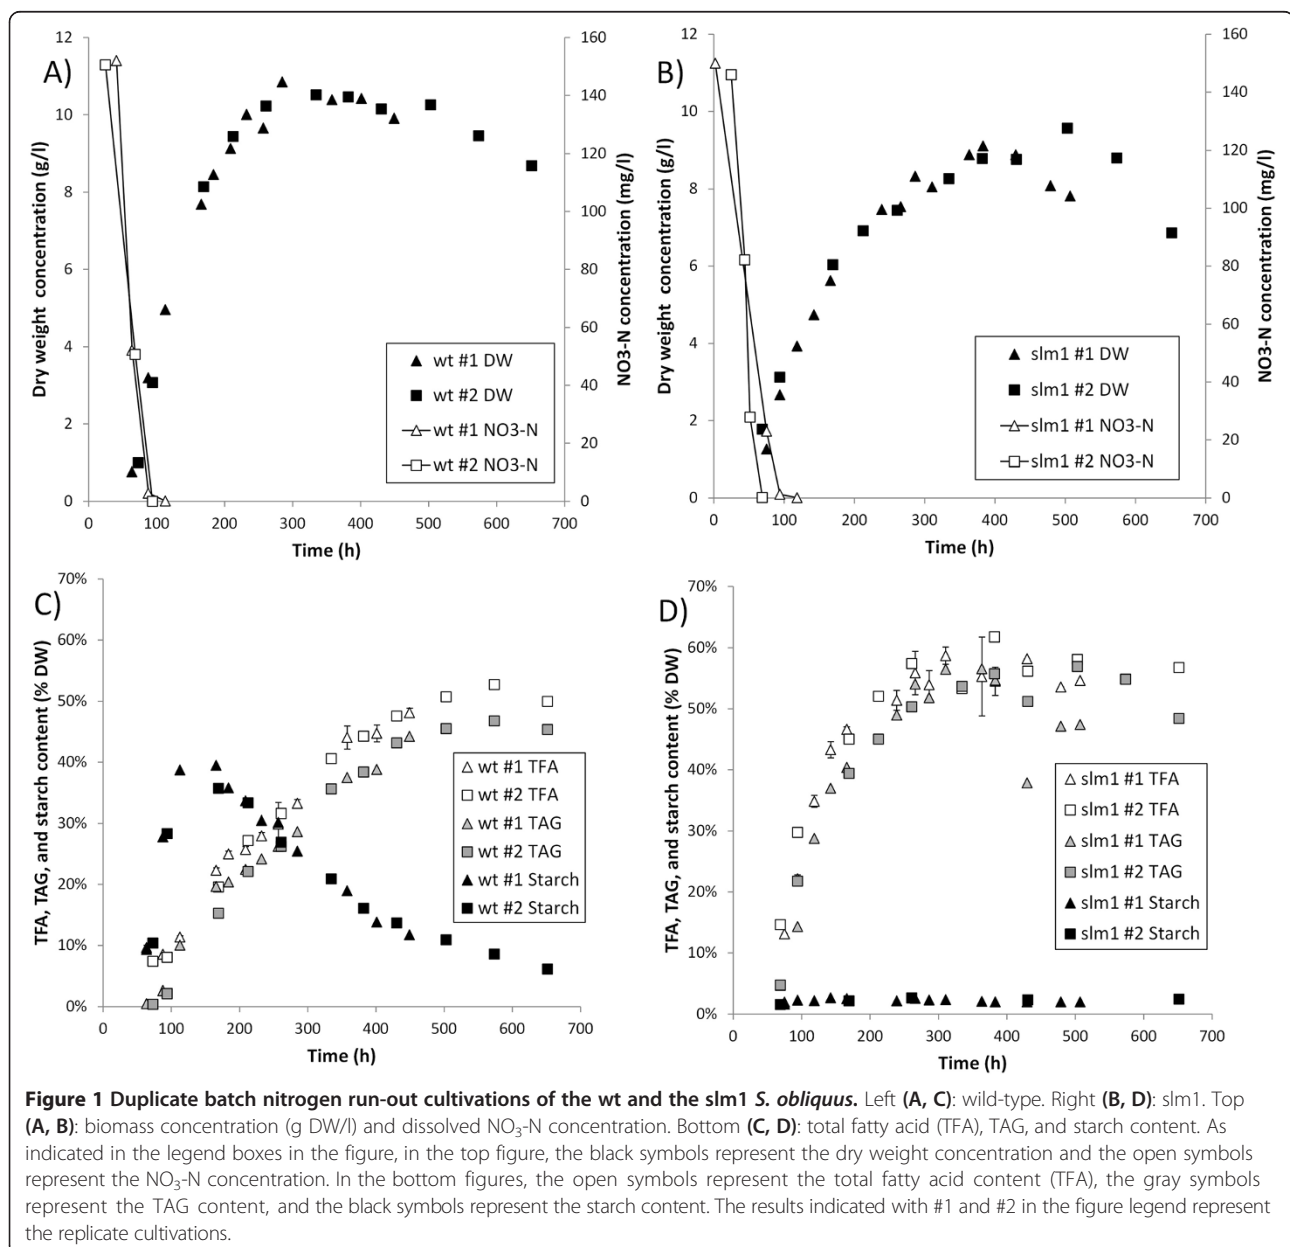 A)
12
10
8
6
4
2
0
Dry weight concentration (g/l)
160
140
120
100
80
60
40
20
0
NO3-N concentration (mg/l)
0 100 200 300 400 500 600 700
Time (h)
wt #1 DW
wt #2 DW
wt #1 NO3-N
wt #2 NO3-N
B)
12
10
8
6
4
2
0
Dry weight concentration (g/l)
160
140
120
100
80
60
40
20
0
NO3-N concentration (mg/l)
0 100 200 300 400 500 600 700
Time (h)
slm1 #1 DW
slm1 #2 DW
slm1 #1 NO3-N
slm1 #2 NO3-N
C)
70%
60%
50%
40%
30%
20%
10%
0%
TFA, TAG, and starch content (% DW)
0 100 200 300 400 500 600 700
Time (h)
wt #1 TFA
wt #2 TFA
wt #1 TAG
wt #2 TAG
wt #1 Starch
wt #2 Starch
D)
70%
60%
50%
40%
30%
20%
10%
0%
TFA, TAG, and starch content (% DW)
0 100 200 300 400 500 600 700
Time (h)
slm1 #1 TFA
slm1 #2 TFA
slm1 #1 TAG
slm1 #2 TAG
slm1 #1 Starch
slm1 #2 Starch
Figure 1 Duplicate batch nitrogen run-out cultivations of the wt and the slm1 S. obliquus. Left (A, C): wild-type. Right (B, D): slm1. Top
(A, B): biomass concentration (g DW/l) and dissolved NO₃-N concentration. Bottom (C, D): total fatty acid (TFA), TAG, and starch content. As
indicated in the legend boxes in the figure, in the top figure, the black symbols represent the dry weight concentration and the open symbols
represent the NO₃-N concentration. In the bottom figures, the open symbols represent the total fatty acid content (TFA), the gray symbols
represent the TAG content, and the black symbols represent the starch content. The results indicated with #1 and #2 in the figure legend represent
the replicate cultivations.